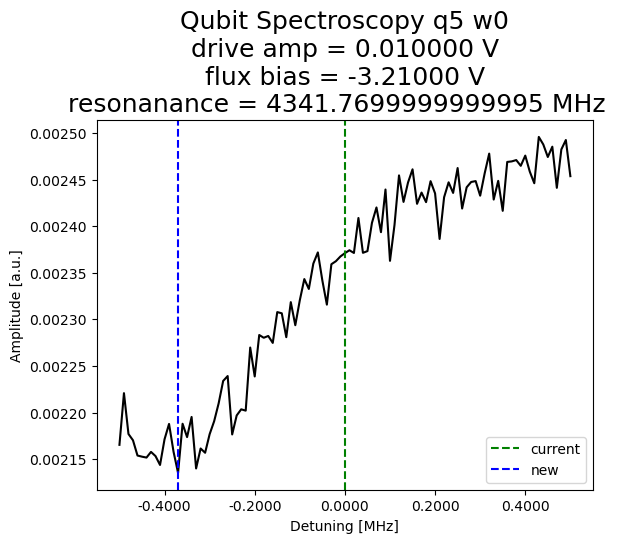 Qubit Spectroscopy q5 w0
drive amp = 0.010000 V
flux bias = -3.21000 V
resonanance = 4341.7699999999995 MHz
0.00250
0.00245
0.00240
0.00235
0.00230
0.00225
0.00220
0.00215
Amplitude [a.u.]
current
new
-0.4000 -0.2000 0.0000 0.2000 0.4000
Detuning [MHz]